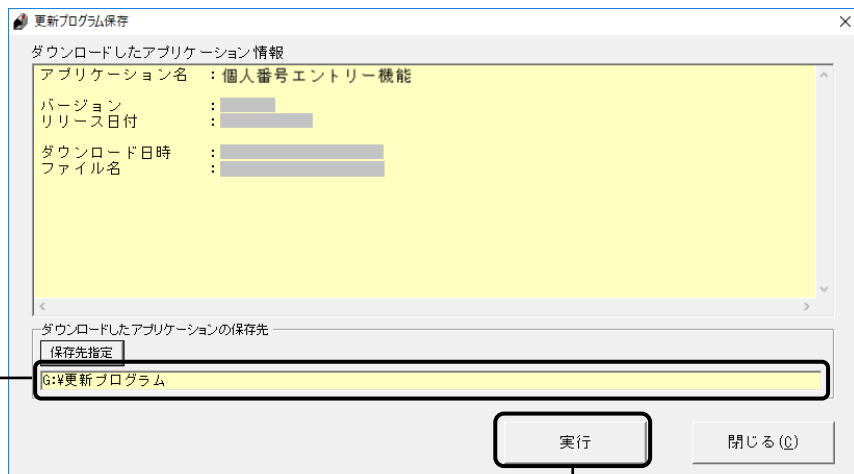 更新プログラム保存
ダウンロードしたアプリケーション情報
アプリケーション名 ：個人番号エントリー機能
バージョン ：
リリース日付 ：
ダウンロード日時 ：
ファイル名 ：
ダウンロードしたアプリケーションの保存先
保存先指定
G:¥更新プログラム
実行 閉じる(C)